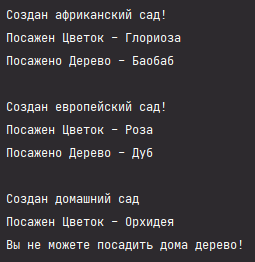 Создан африканский сад!
Посажен Цветок – Глориоза
Посажено Дерево – Баобаб
Создан европейский сад!
Посажен Цветок – Роза
Посажено Дерево – Дуб
Создан домашний сад
Посажен Цветок – Орхидея
Вы не можете посадить дома дерево!